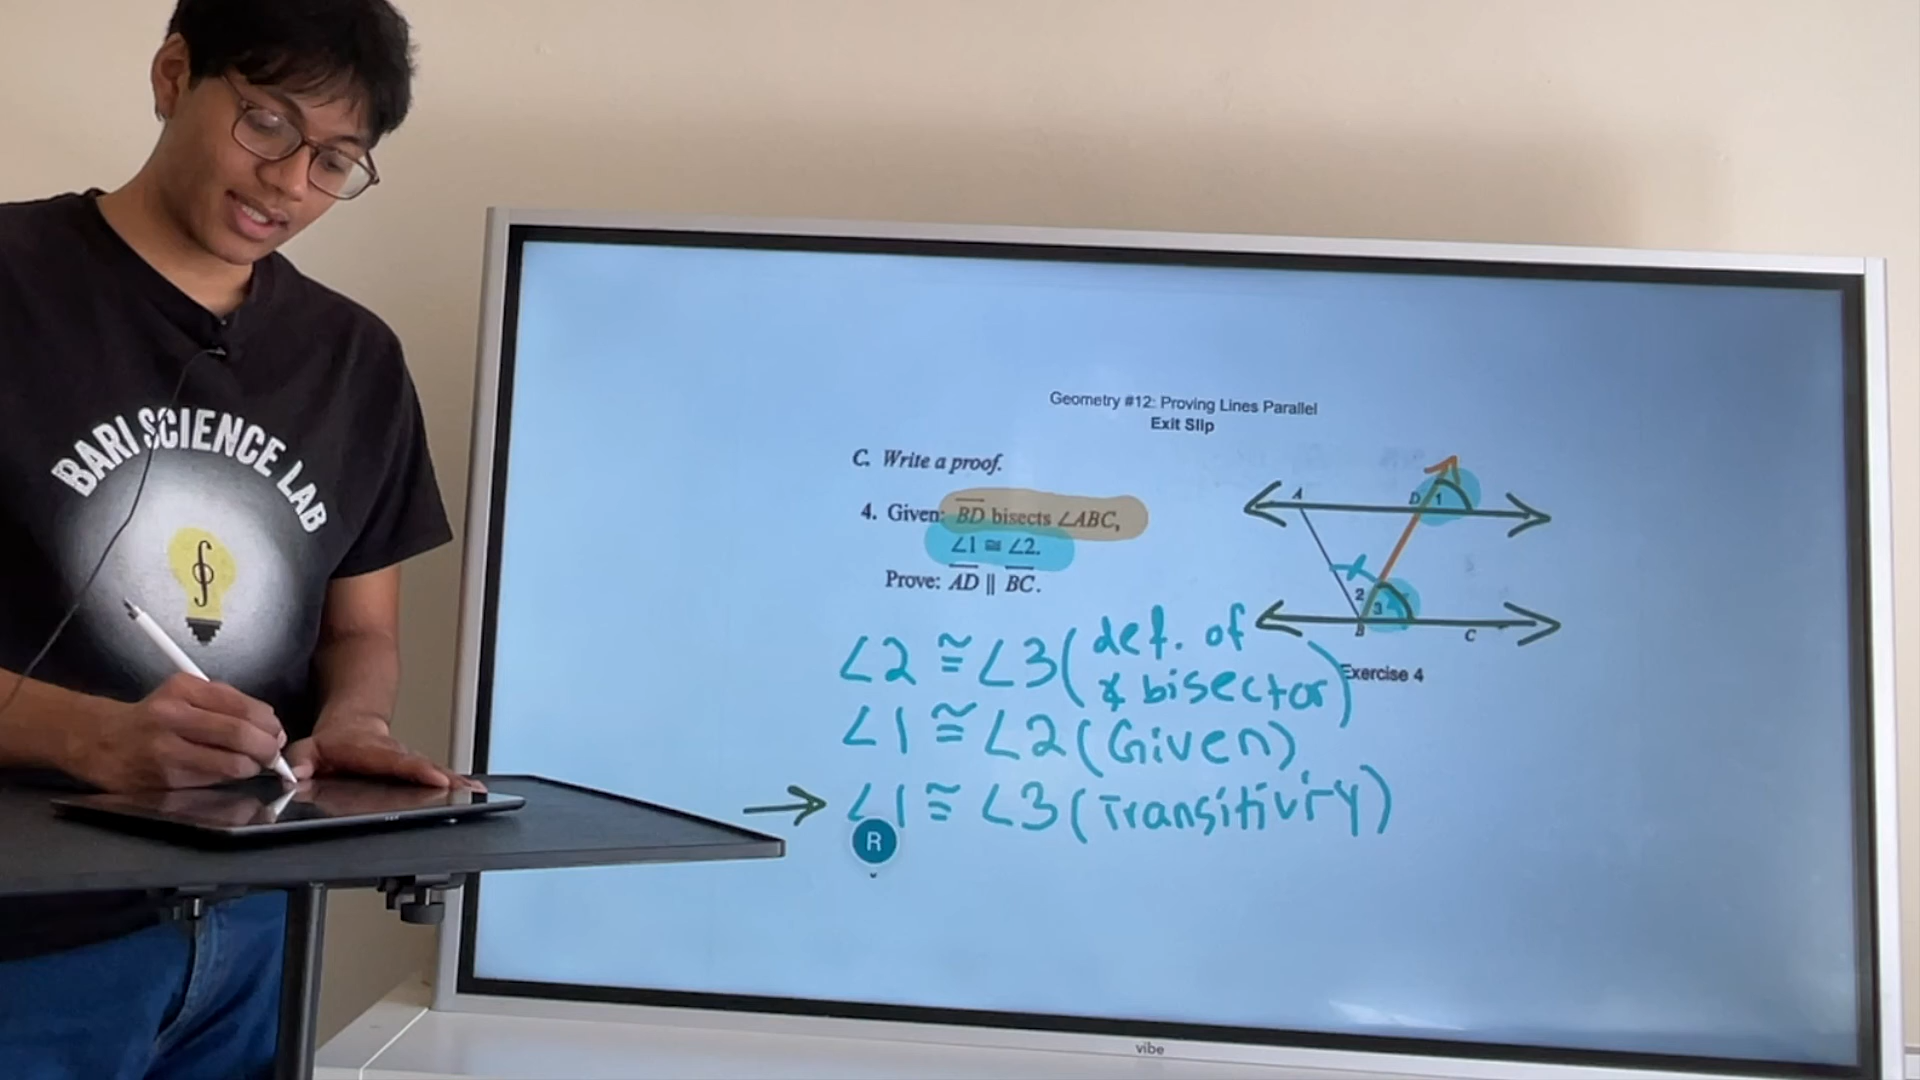 BARI SCIENCE LAB
Geometry #12: Proving Lines Parallel
Exit Slip
C. Write a proof.
4. Given: BD bisects ∠ABC,
∠1 ≅ ∠2.
Prove: AD ∥ BC.
A
D
1
2
3
B
C
Exercise 4
∠2 ≅ ∠3 (def. of
∡ bisector)
∠1 ≅ ∠2 (Given)
→ ∠1 ≅ ∠3 (Transitivity)
R
vibe